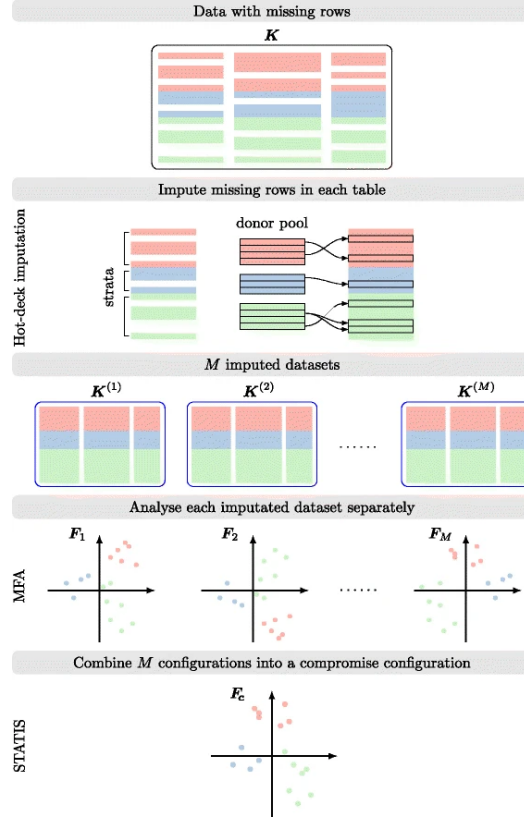 Data with missing rows
K
Impute missing rows in each table
Hot-deck imputation
strata
donor pool
M imputed datasets
K(1)
K(2)
K(M)
......
Analyse each imputated dataset separately
MFA
F1
F2
FM
......
Combine M configurations into a compromise configuration
STATIS
Fc